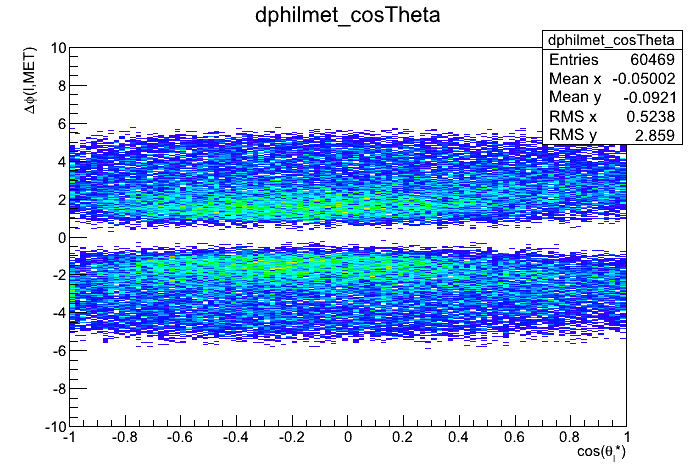 dphilmet_cosTheta
dphilmet_cosTheta
Entries 60469
Mean x -0.05002
Mean y -0.0921
RMS x 0.5238
RMS y 2.859
Δϕ(l,MET)
10
8
6
4
2
0
-2
-4
-6
-8
-10
-1 -0.8 -0.6 -0.4 -0.2 0 0.2 0.4 0.6 0.8 1
cos(θ_l*)